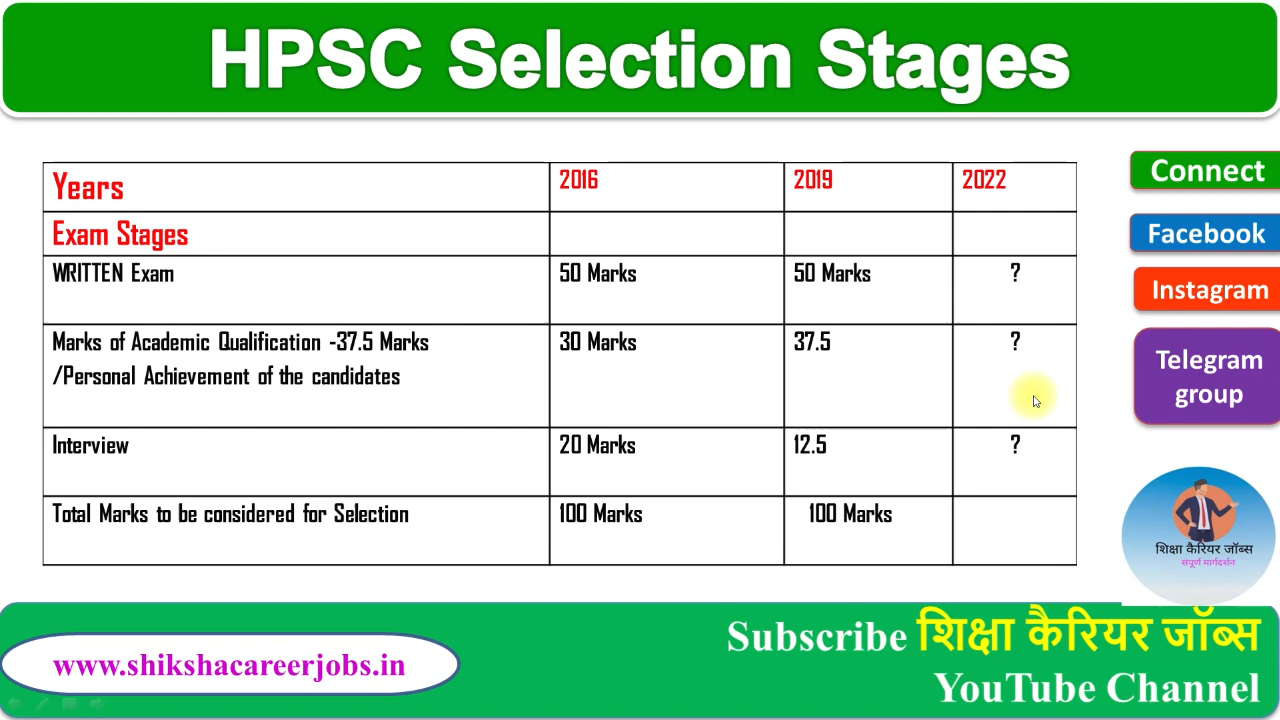 HPSC Selection Stages
Years 2016 2019 2022
Exam Stages
WRITTEN Exam 50 Marks 50 Marks ?
Marks of Academic Qualification -37.5 Marks 30 Marks 37.5 ?
/Personal Achievement of the candidates
Interview 20 Marks 12.5 ?
Total Marks to be considered for Selection 100 Marks 100 Marks
Connect
Facebook
Instagram
Telegram
group
शिक्षा कैरियर जॉब्स
संपूर्ण मार्गदर्शन
Subscribe शिक्षा कैरियर जॉब्स
YouTube Channel
www.shikshacareerjobs.in